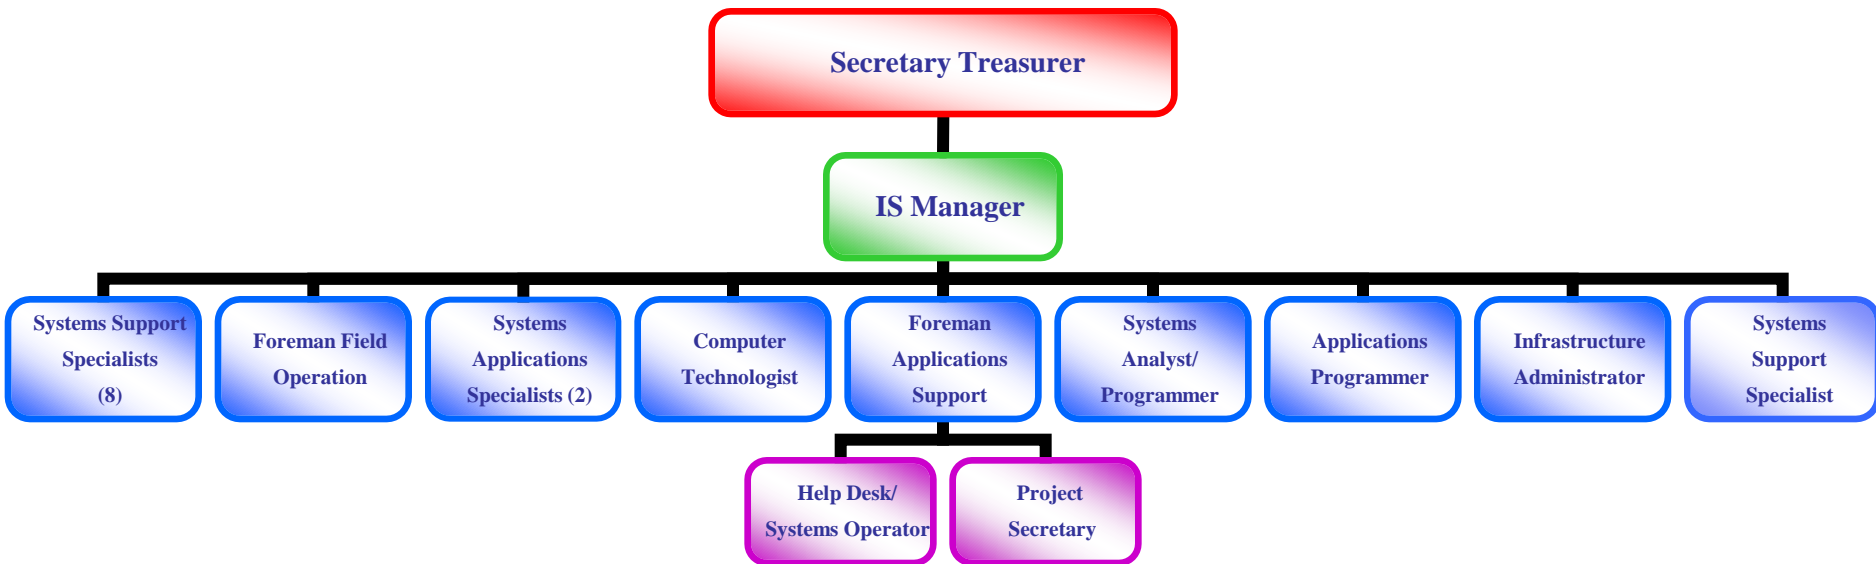 Secretary Treasurer
IS Manager
Systems Support
Specialists
(8)
Foreman Field
Operation
Systems
Applications
Specialists (2)
Computer
Technologist
Foreman
Applications
Support
Systems
Analyst/
Programmer
Applications
Programmer
Infrastructure
Administrator
Systems
Support
Specialist
Help Desk/
Systems Operator
Project
Secretary